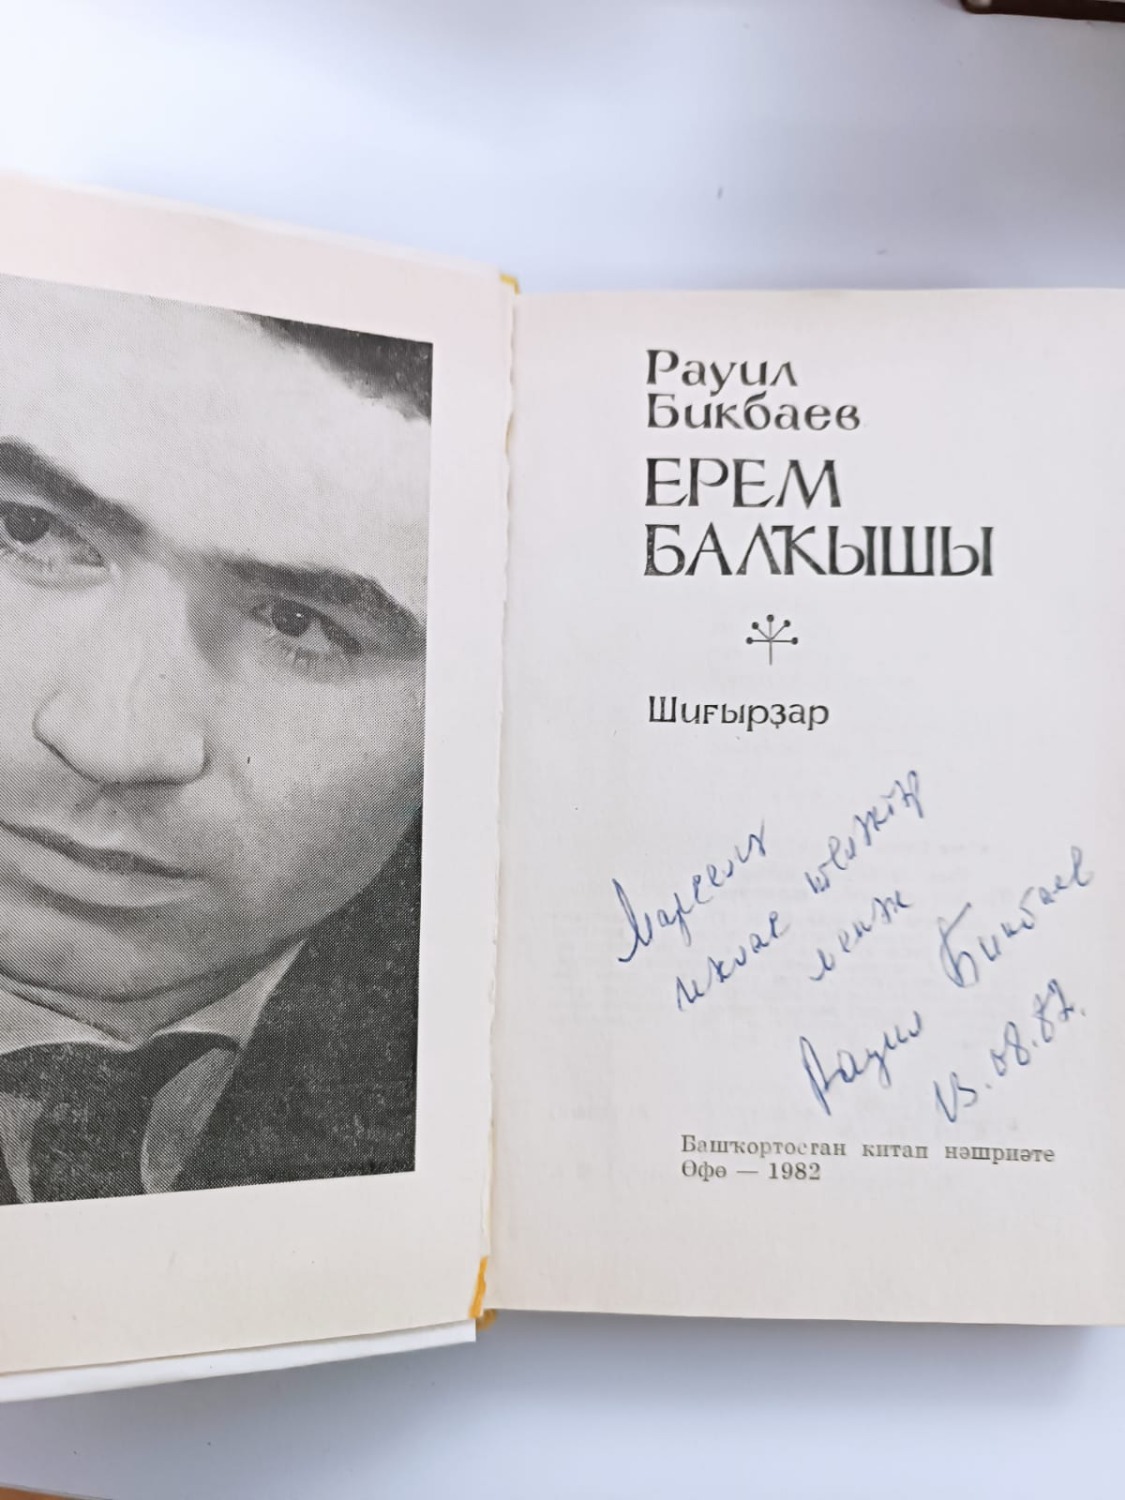 Рауил
Бикбаев
ЕРЕМ
БАЛҠЫШЫ
Шиғырҙар
Рауил Бикбаев
13.08.82.
Башҡортостан китап нәшриәте
Өфө — 1982